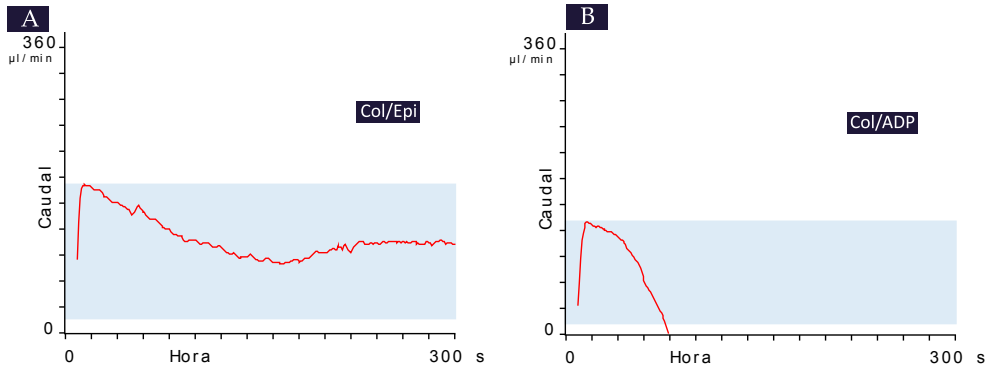 A
360
µl/min
Col/Epi
Caudal
0
0 Hora 300 s
B
360
µl/min
Col/ADP
Caudal
0
0 Hora 300 s